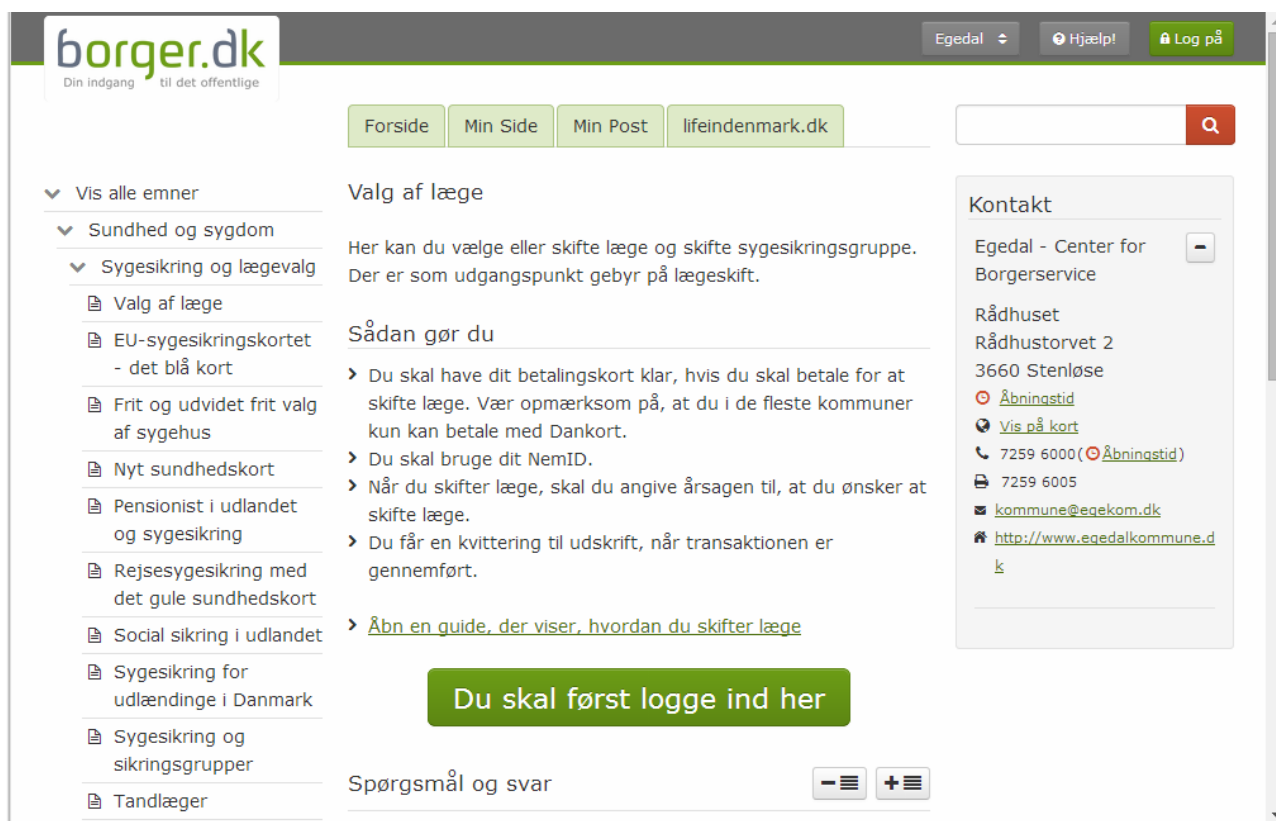 borger.dk
Din indgang til det offentlige
Egedal
Hjælp!
Log på
Forside
Min Side
Min Post
lifeindenmark.dk
Vis alle emner
Sundhed og sygdom
Sygesikring og lægevalg
Valg af læge
EU-sygesikringskortet
- det blå kort
Frit og udvidet frit valg
af sygehus
Nyt sundhedskort
Pensionist i udlandet
og sygesikring
Rejsesygesikring med
det gule sundhedskort
Social sikring i udlandet
Sygesikring for
udlændinge i Danmark
Sygesikring og
sikringsgrupper
Tandlæger
Valg af læge
Her kan du vælge eller skifte læge og skifte sygesikringsgruppe.
Der er som udgangspunkt gebyr på lægeskift.
Sådan gør du
Du skal have dit betalingskort klar, hvis du skal betale for at
skifte læge. Vær opmærksom på, at du i de fleste kommuner
kun kan betale med Dankort.
Du skal bruge dit NemID.
Når du skifter læge, skal du angive årsagen til, at du ønsker at
skifte læge.
Du får en kvittering til udskrift, når transaktionen er
gennemført.
Åbn en guide, der viser, hvordan du skifter læge
Du skal først logge ind her
Spørgsmål og svar
Kontakt
Egedal - Center for
Borgerservice
Rådhuset
Rådhustorvet 2
3660 Stenløse
Åbningstid
Vis på kort
7259 6000(Åbningstid)
7259 6005
kommune@egekom.dk
http://www.egedalkommune.d
k